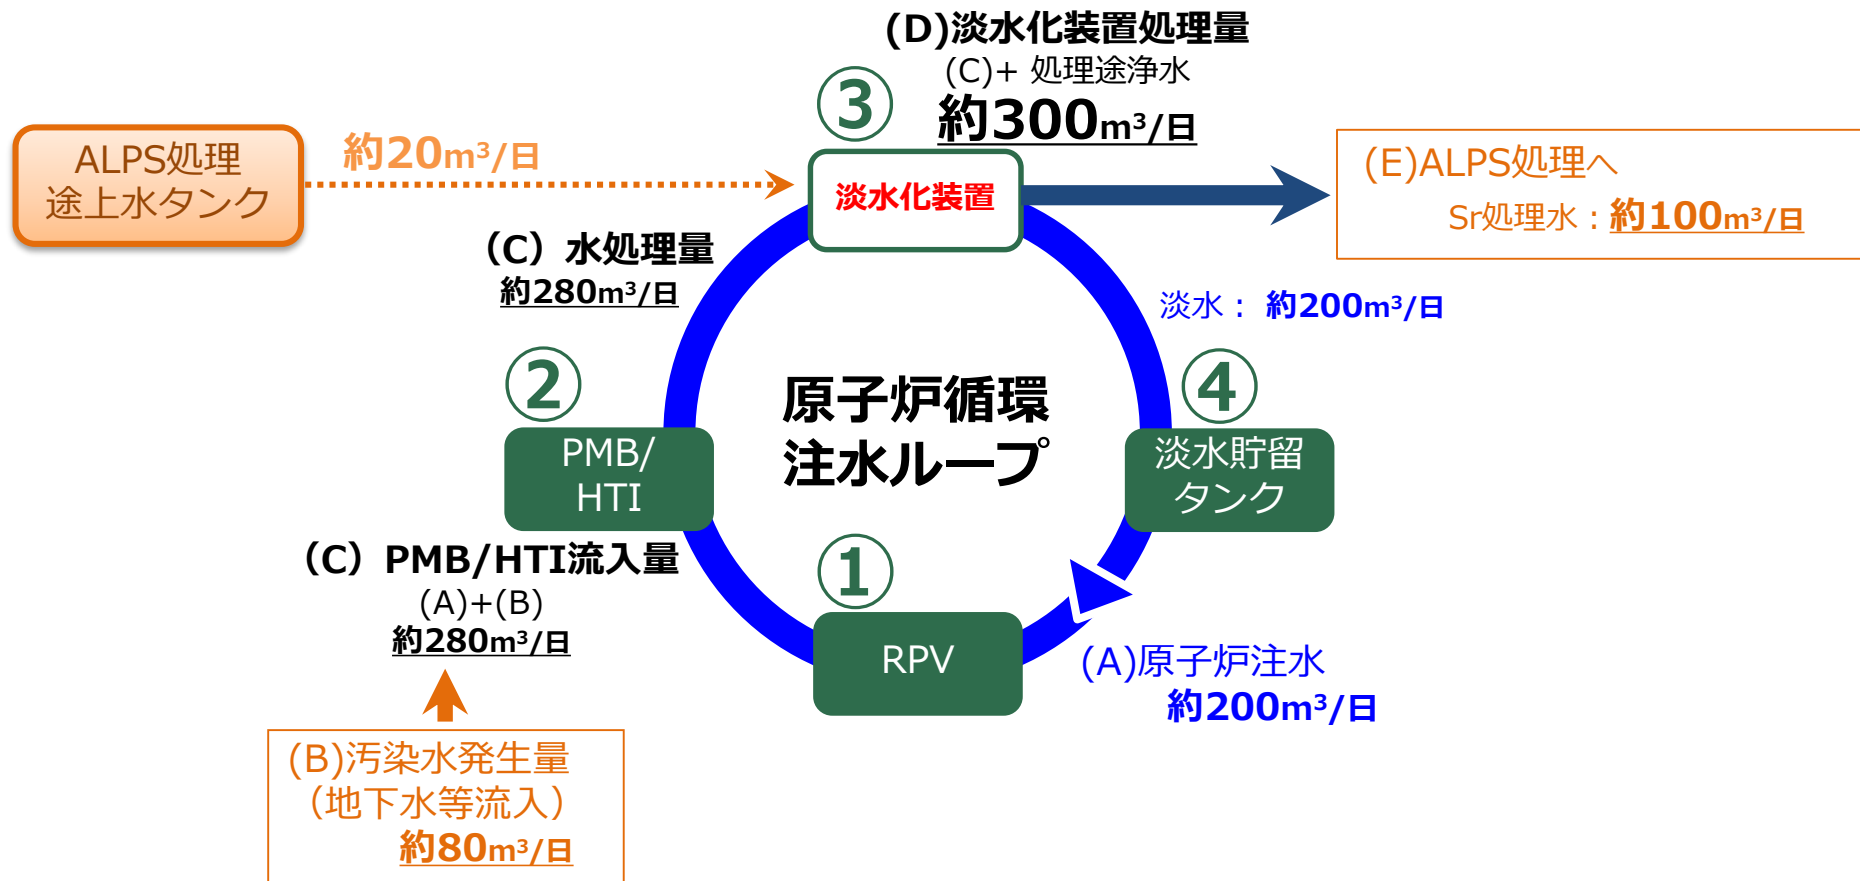 (D)淡水化装置処理量
(C)+ 処理途浄水
約300m³/日
③
ALPS処理
途上水タンク
約20m³/日
淡水化装置
(E)ALPS処理へ
Sr処理水：約100m³/日
（C）水処理量
約280m³/日
淡水： 約200m³/日
②
PMB/
HTI
原子炉循環
注水ループ
④
淡水貯留
タンク
（C）PMB/HTI流入量
(A)+(B)
約280m³/日
①
RPV
(A)原子炉注水
約200m³/日
(B)汚染水発生量
（地下水等流入）
約80m³/日